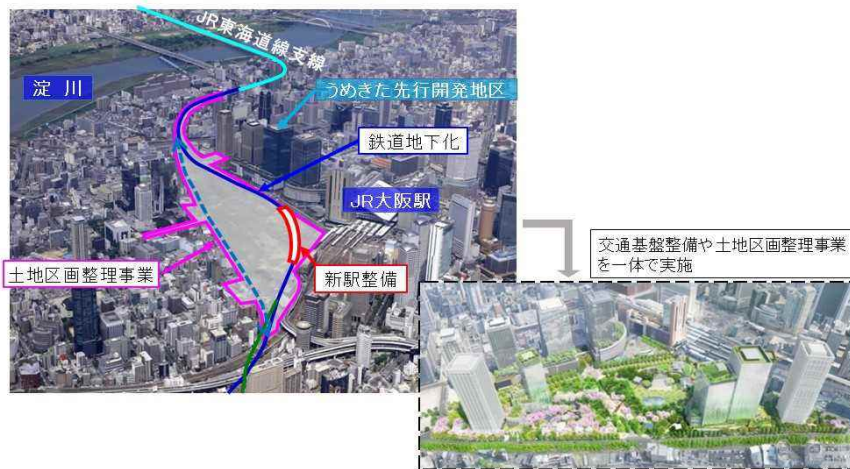 JR東海道線支線
淀 川
うめきた先行開発地区
鉄道地下化
JR大阪駅
土地区画整理事業
新駅整備
交通基盤整備や土地区画整理事業
を一体で実施